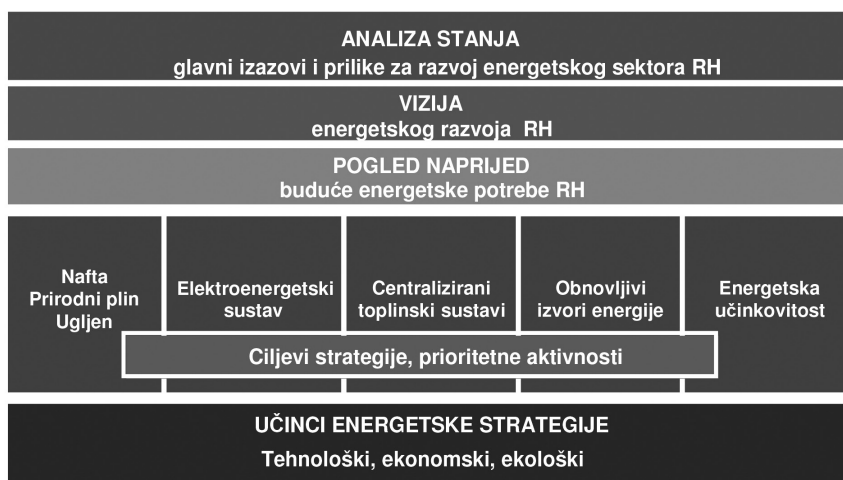 ANALIZA STANJA
glavni izazovi i prilike za razvoj energetskog sektora RH
VIZIJA
energetskog razvoja RH
POGLED NAPRIJED
buduće energetske potrebe RH
Nafta
Prirodni plin
Ugljen
Elektroenergetski
sustav
Centralizirani
toplinski sustavi
Obnovljivi
izvori energije
Energetska
učinkovitost
Ciljevi strategije, prioritetne aktivnosti
UČINCI ENERGETSKE STRATEGIJE
Tehnološki, ekonomski, ekološki